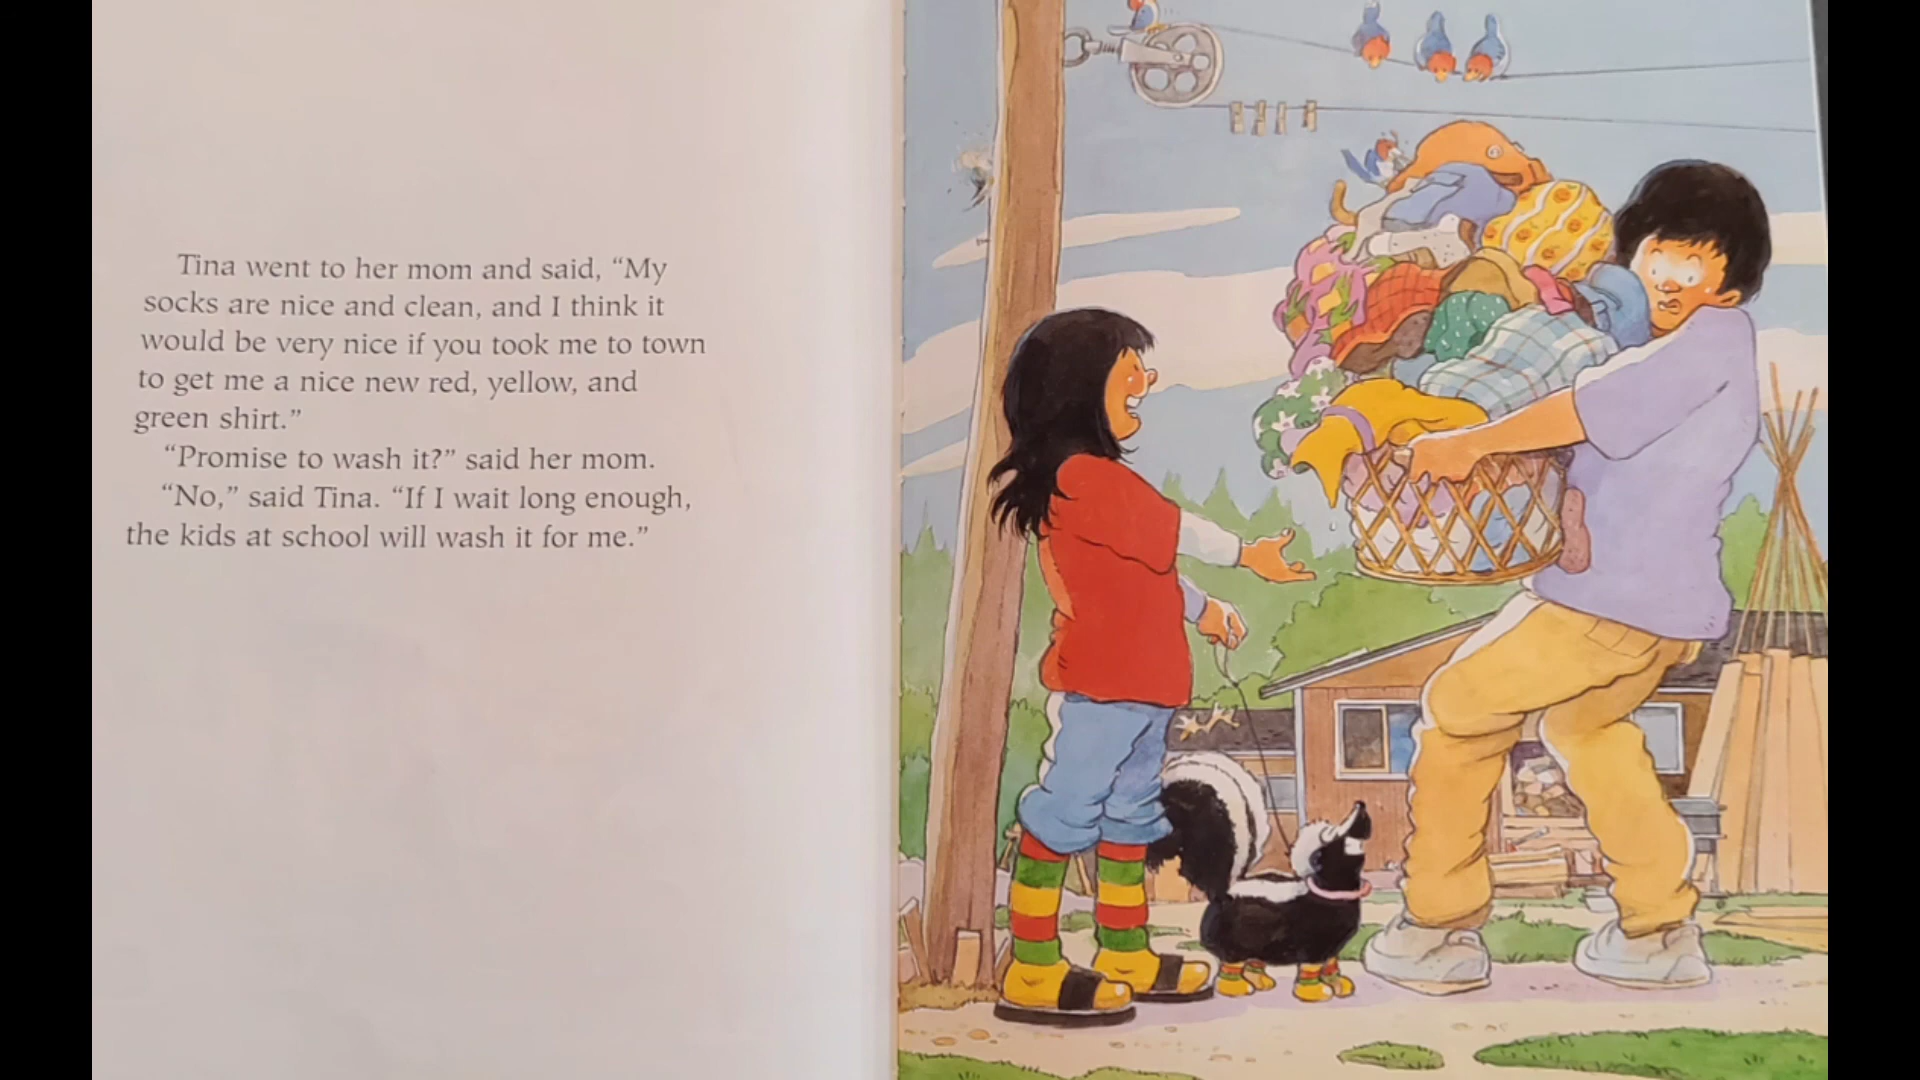 Tina went to her mom and said, “My
socks are nice and clean, and I think it
would be very nice if you took me to town
to get me a nice new red, yellow, and
green shirt.”
“Promise to wash it?” said her mom.
“No,” said Tina. “If I wait long enough,
the kids at school will wash it for me.”